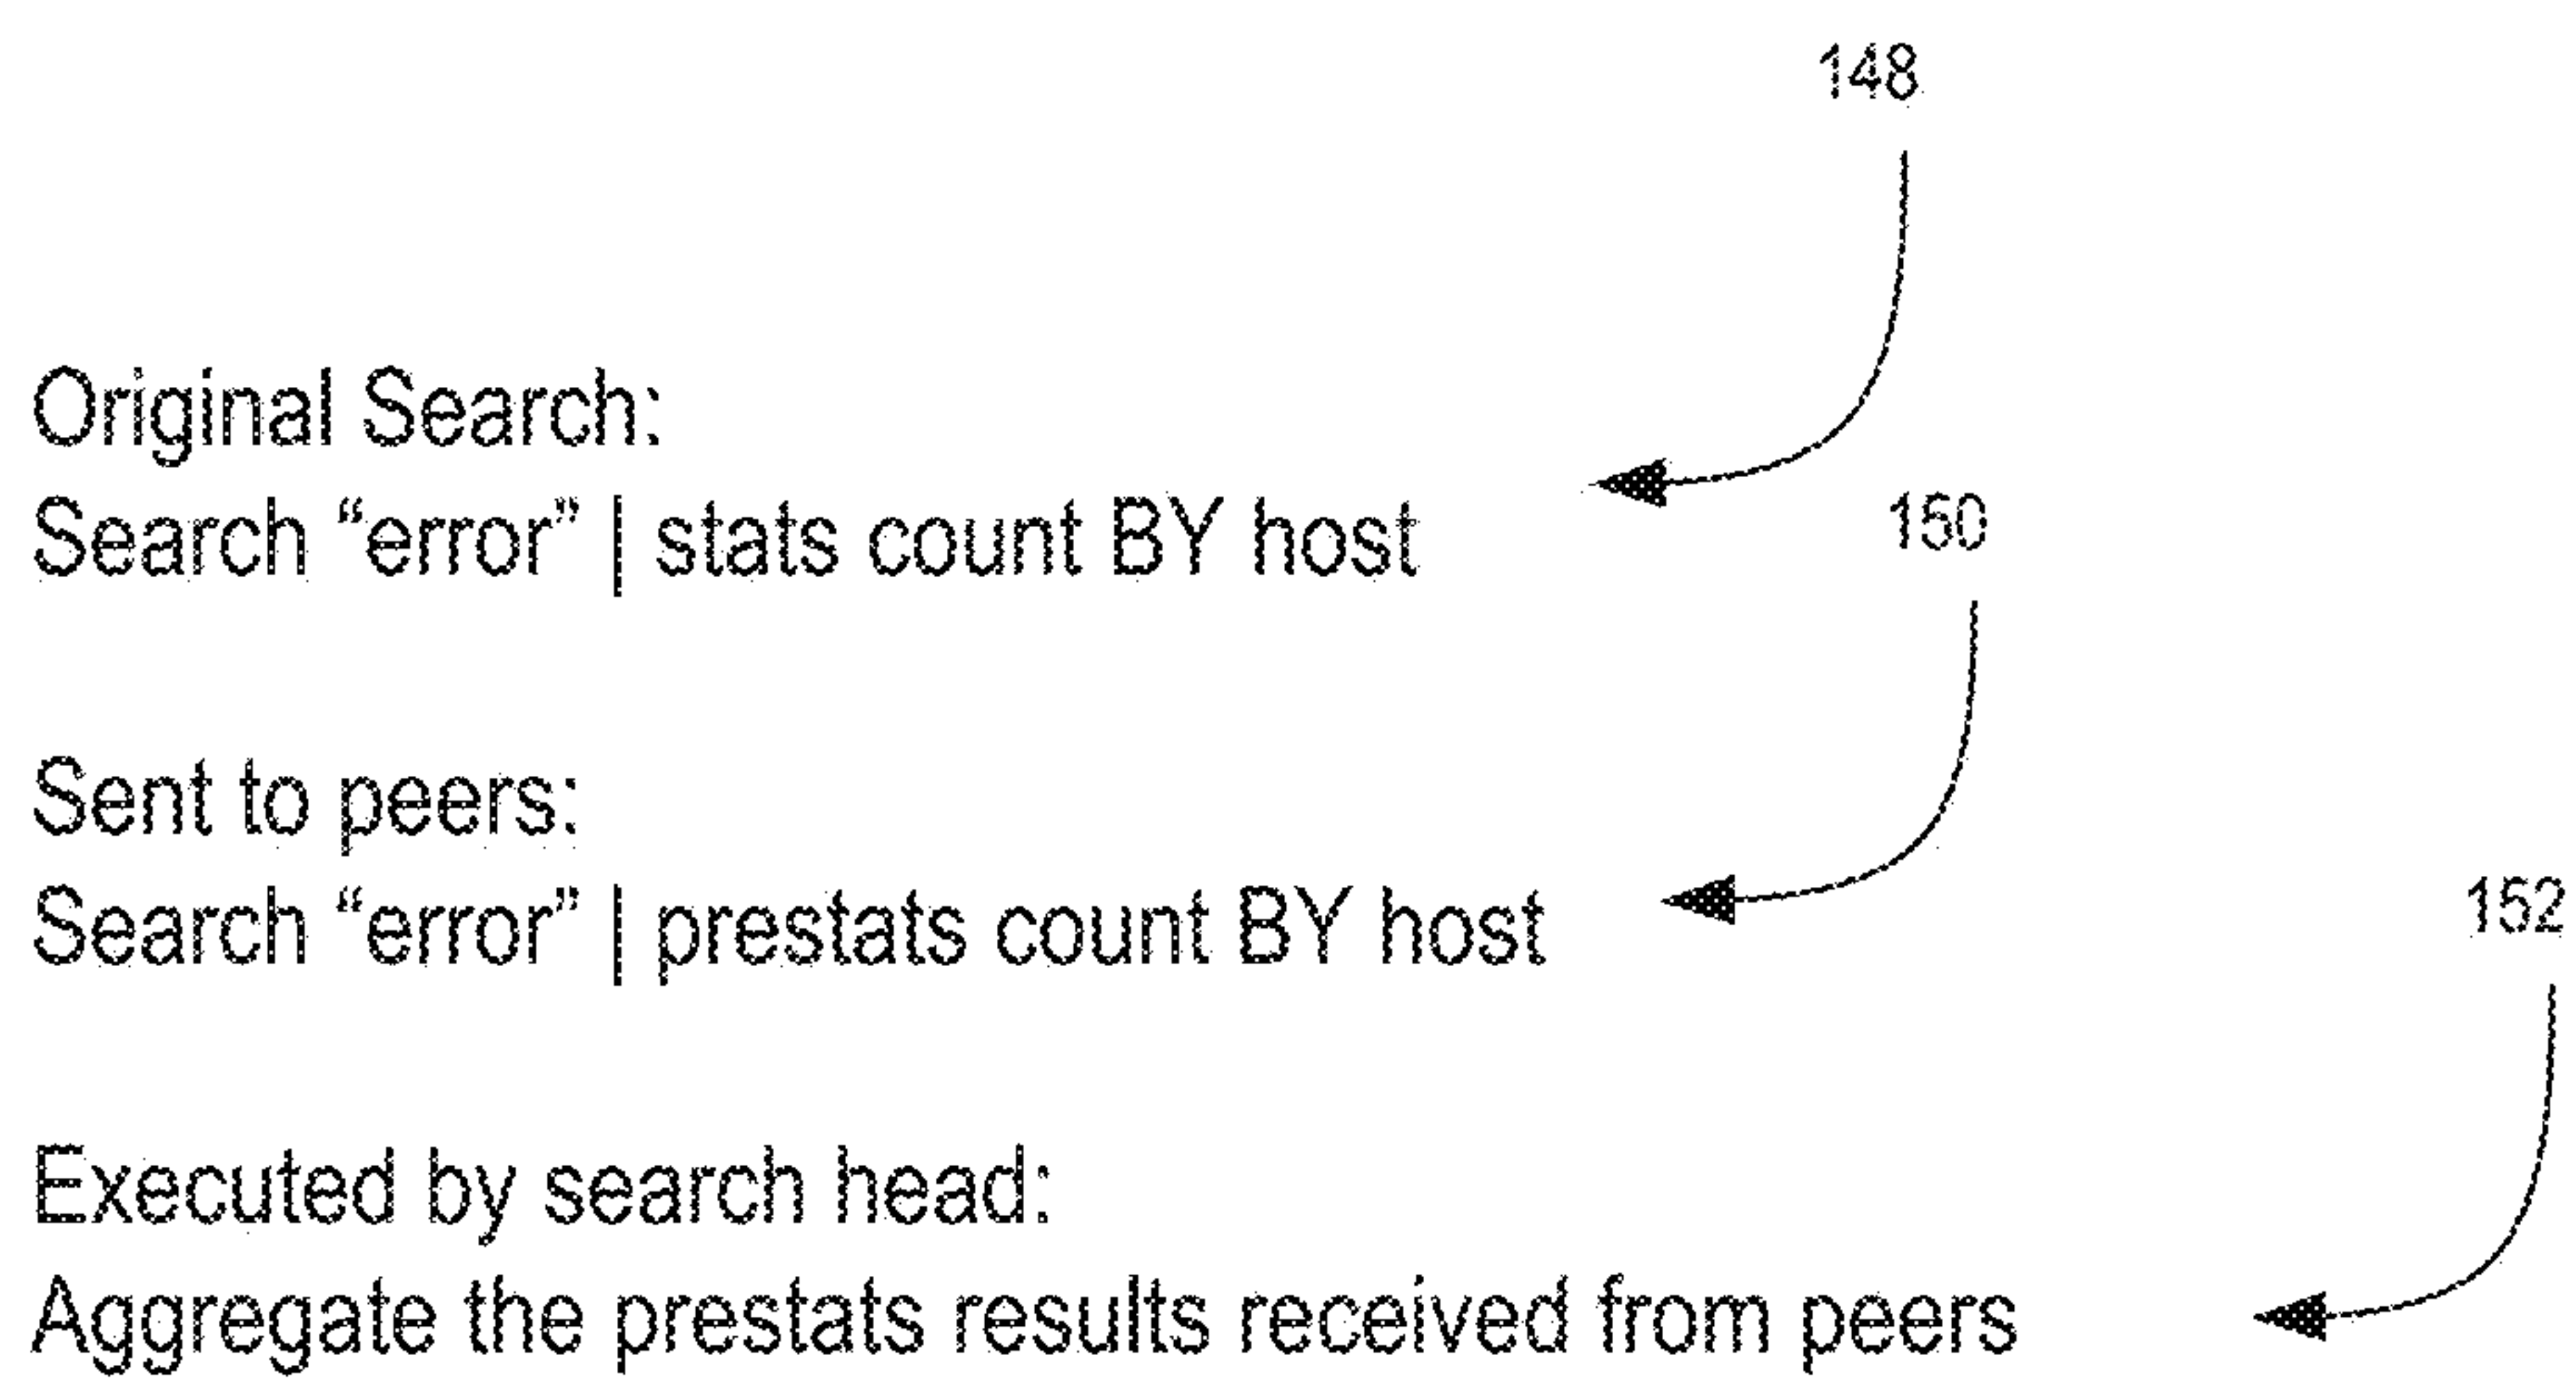 148
Original Search:
Search “error” | stats count BY host
150
Sent to peers:
Search “error” | prestats count BY host
152
Executed by search head:
Aggregate the prestats results received from peers